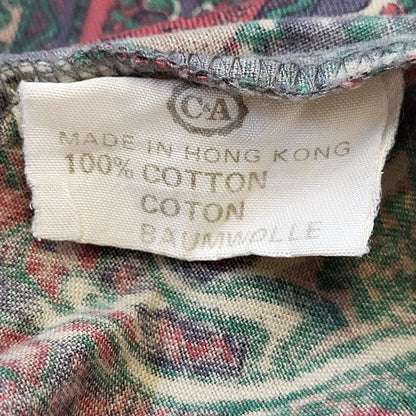 C&A
MADE IN HONG KONG
100% COTTON
COTON
BAUMWOLLE